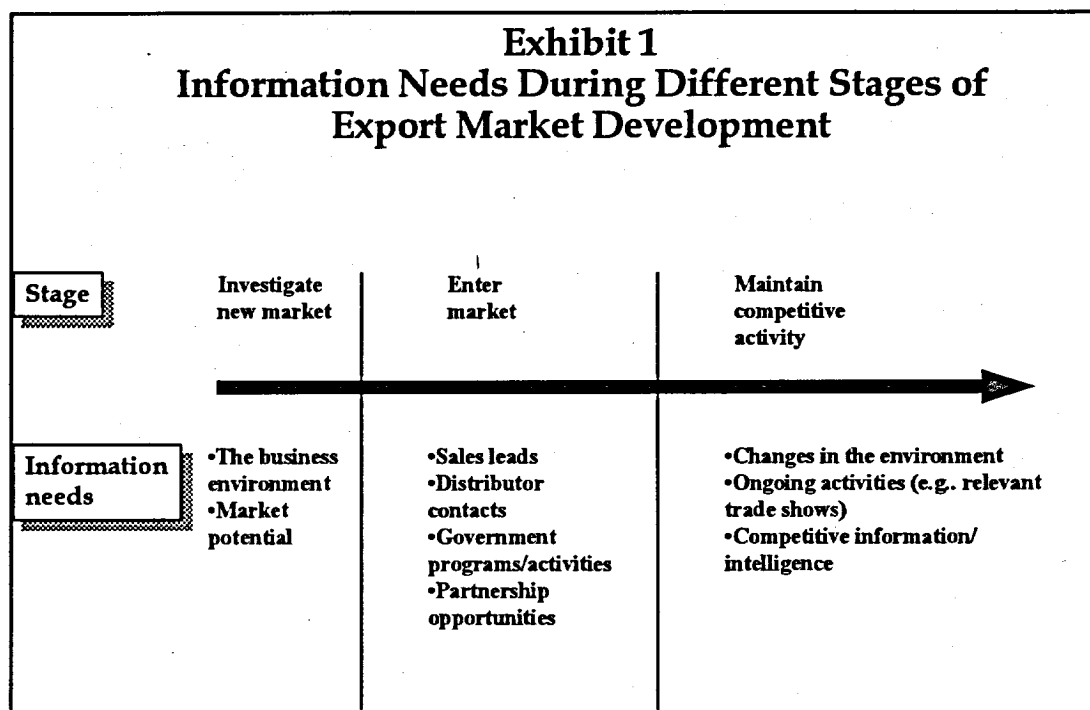 Exhibit 1
Information Needs During Different Stages of
Export Market Development
Stage
Investigate
new market
Enter
market
Maintain
competitive
activity
Information
needs
•The business
environment
•Market
potential
•Sales leads
•Distributor
contacts
•Government
programs/activities
•Partnership
opportunities
•Changes in the environment
•Ongoing activities (e.g.. relevant
trade shows)
•Competitive information/
intelligence